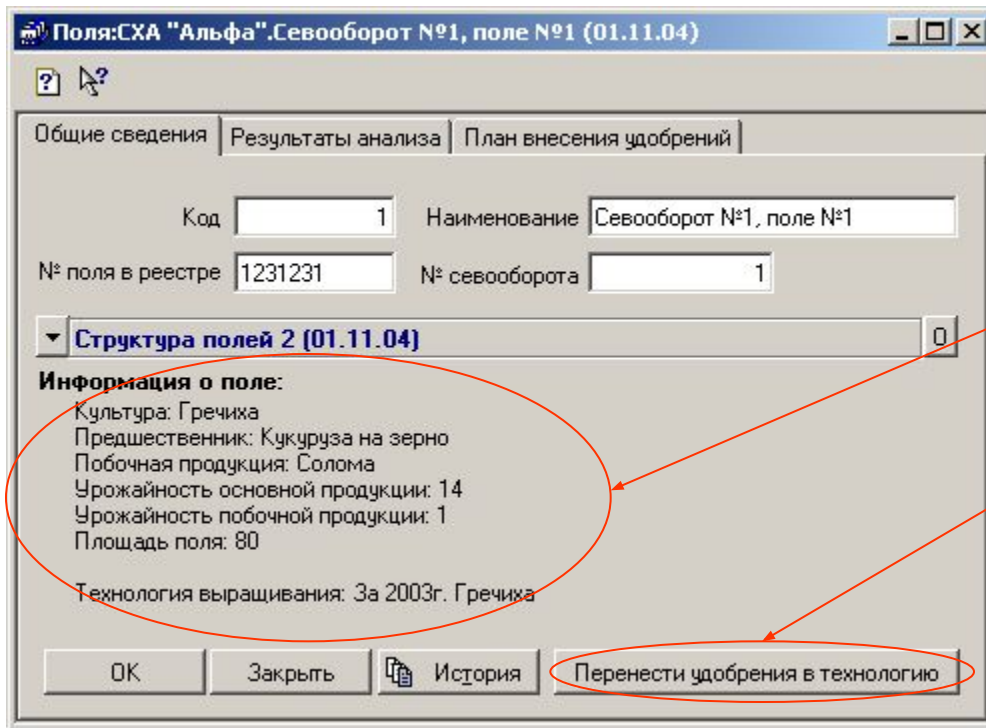 Поля:СХА "Альфа".Севооборот №1, поле №1 (01.11.04)
Общие сведения Результаты анализа План внесения удобрений
Код 1 Наименование Севооборот №1, поле №1
№ поля в реестре 1231231 № севооборота 1
Структура полей 2 (01.11.04) О
Информация о поле:
Культура: Гречиха
Предшественник: Кукуруза на зерно
Побочная продукция: Солома
Урожайность основной продукции: 14
Урожайность побочной продукции: 1
Площадь поля: 80
Технология выращивания: За 2003г. Гречиха
OK Закрыть История Перенести удобрения в технологию